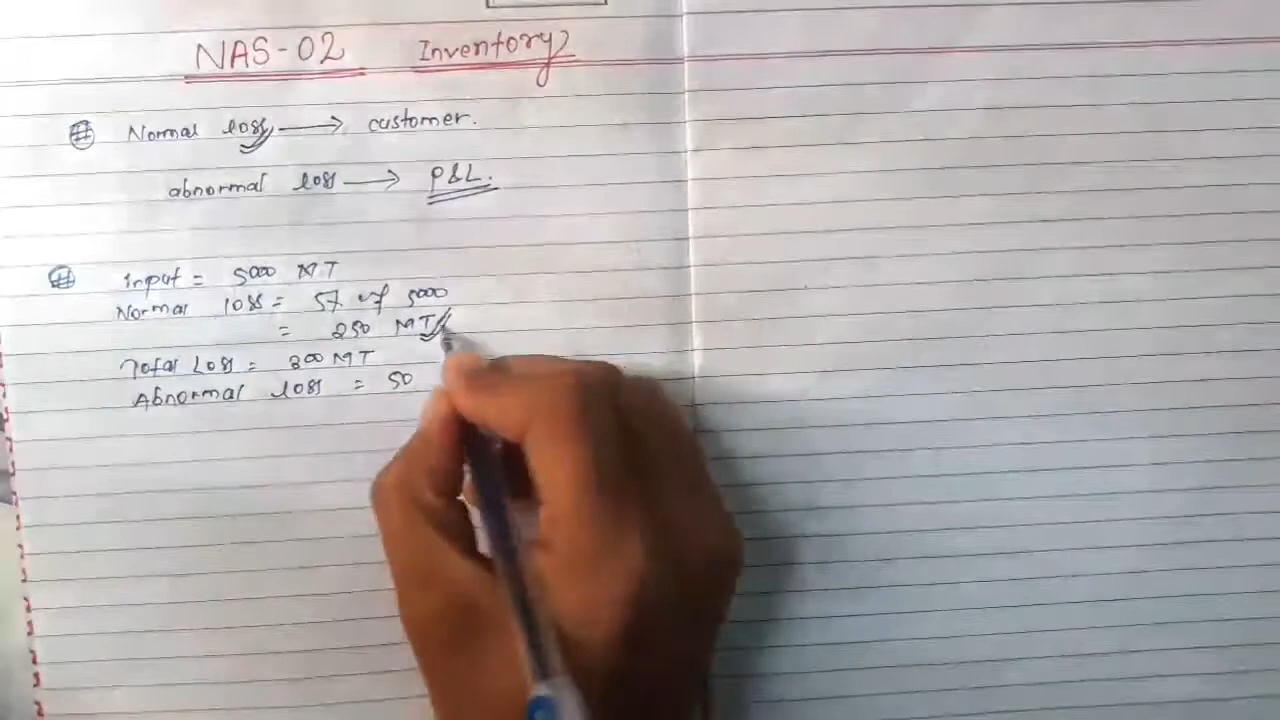 NAS-02 Inventory
# Normal loss → customer.
abnormal loss → P&L.
# input = 5000 MT
Normal loss = 5% of 5000
= 250 MT
Total Loss = 300 MT
Abnormal loss = 50